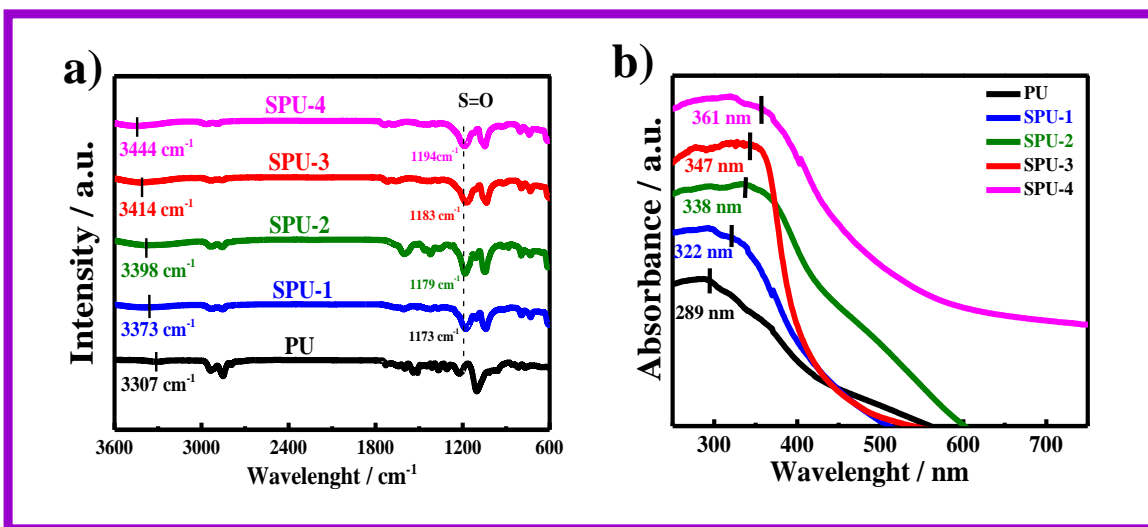 a)
SPU-4
S=O
3444 cm⁻¹
1194cm⁻¹
SPU-3
3414 cm⁻¹
1183 cm⁻¹
SPU-2
3398 cm⁻¹
1179 cm⁻¹
SPU-1
3373 cm⁻¹
1173 cm⁻¹
PU
3307 cm⁻¹
Intensity / a.u.
3600 3000 2400 1800 1200 600
Wavelenght / cm⁻¹
b)
PU
SPU-1
SPU-2
SPU-3
SPU-4
361 nm
347 nm
338 nm
322 nm
289 nm
Absorbance / a.u.
300 400 500 600 700
Wavelenght / nm